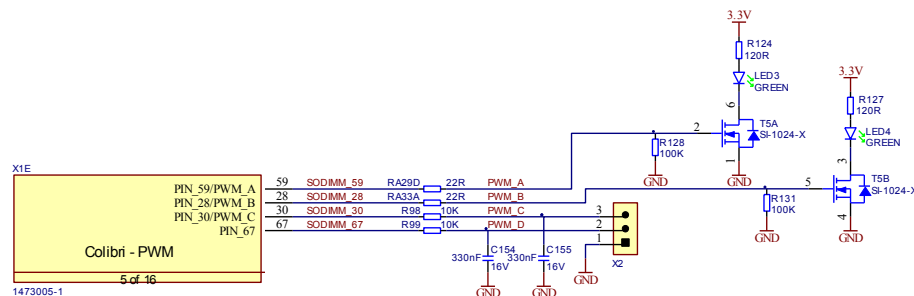 3.3V
R124
120R
LED3
GREEN
6
2
T5A
SI-1024-X
1
R128
100K
GND
GND
3.3V
R127
120R
LED4
GREEN
3
5
T5B
SI-1024-X
4
R131
100K
GND
GND
X1E
PIN_59/PWM_A 59 SODIMM_59 RA29D 22R PWM_A
PIN_28/PWM_B 28 SODIMM_28 RA33A 22R PWM_B
PIN_30/PWM_C 30 SODIMM_30 R98 10K PWM_C 3
PIN_67 67 SODIMM_67 R99 10K PWM_D 2
1
X2
Colibri - PWM
5 of 16
1473005-1
C154
330nF
16V
C155
330nF
16V
GND
GND
GND